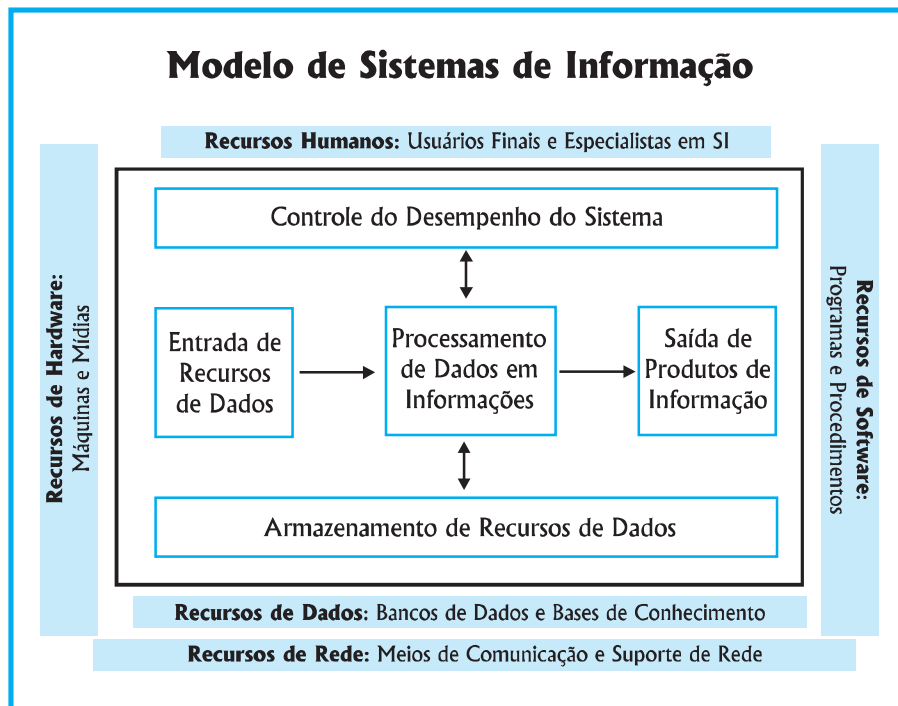 Modelo de Sistemas de Informação
Recursos Humanos: Usuários Finais e Especialistas em SI
Recursos de Hardware:
Máquinas e Mídias
Controle do Desempenho do Sistema
Entrada de
Recursos
de Dados
Processamento
de Dados em
Informações
Saída de
Produtos de
Informação
Armazenamento de Recursos de Dados
Recursos de Software:
Programas e Procedimentos
Recursos de Dados: Bancos de Dados e Bases de Conhecimento
Recursos de Rede: Meios de Comunicação e Suporte de Rede